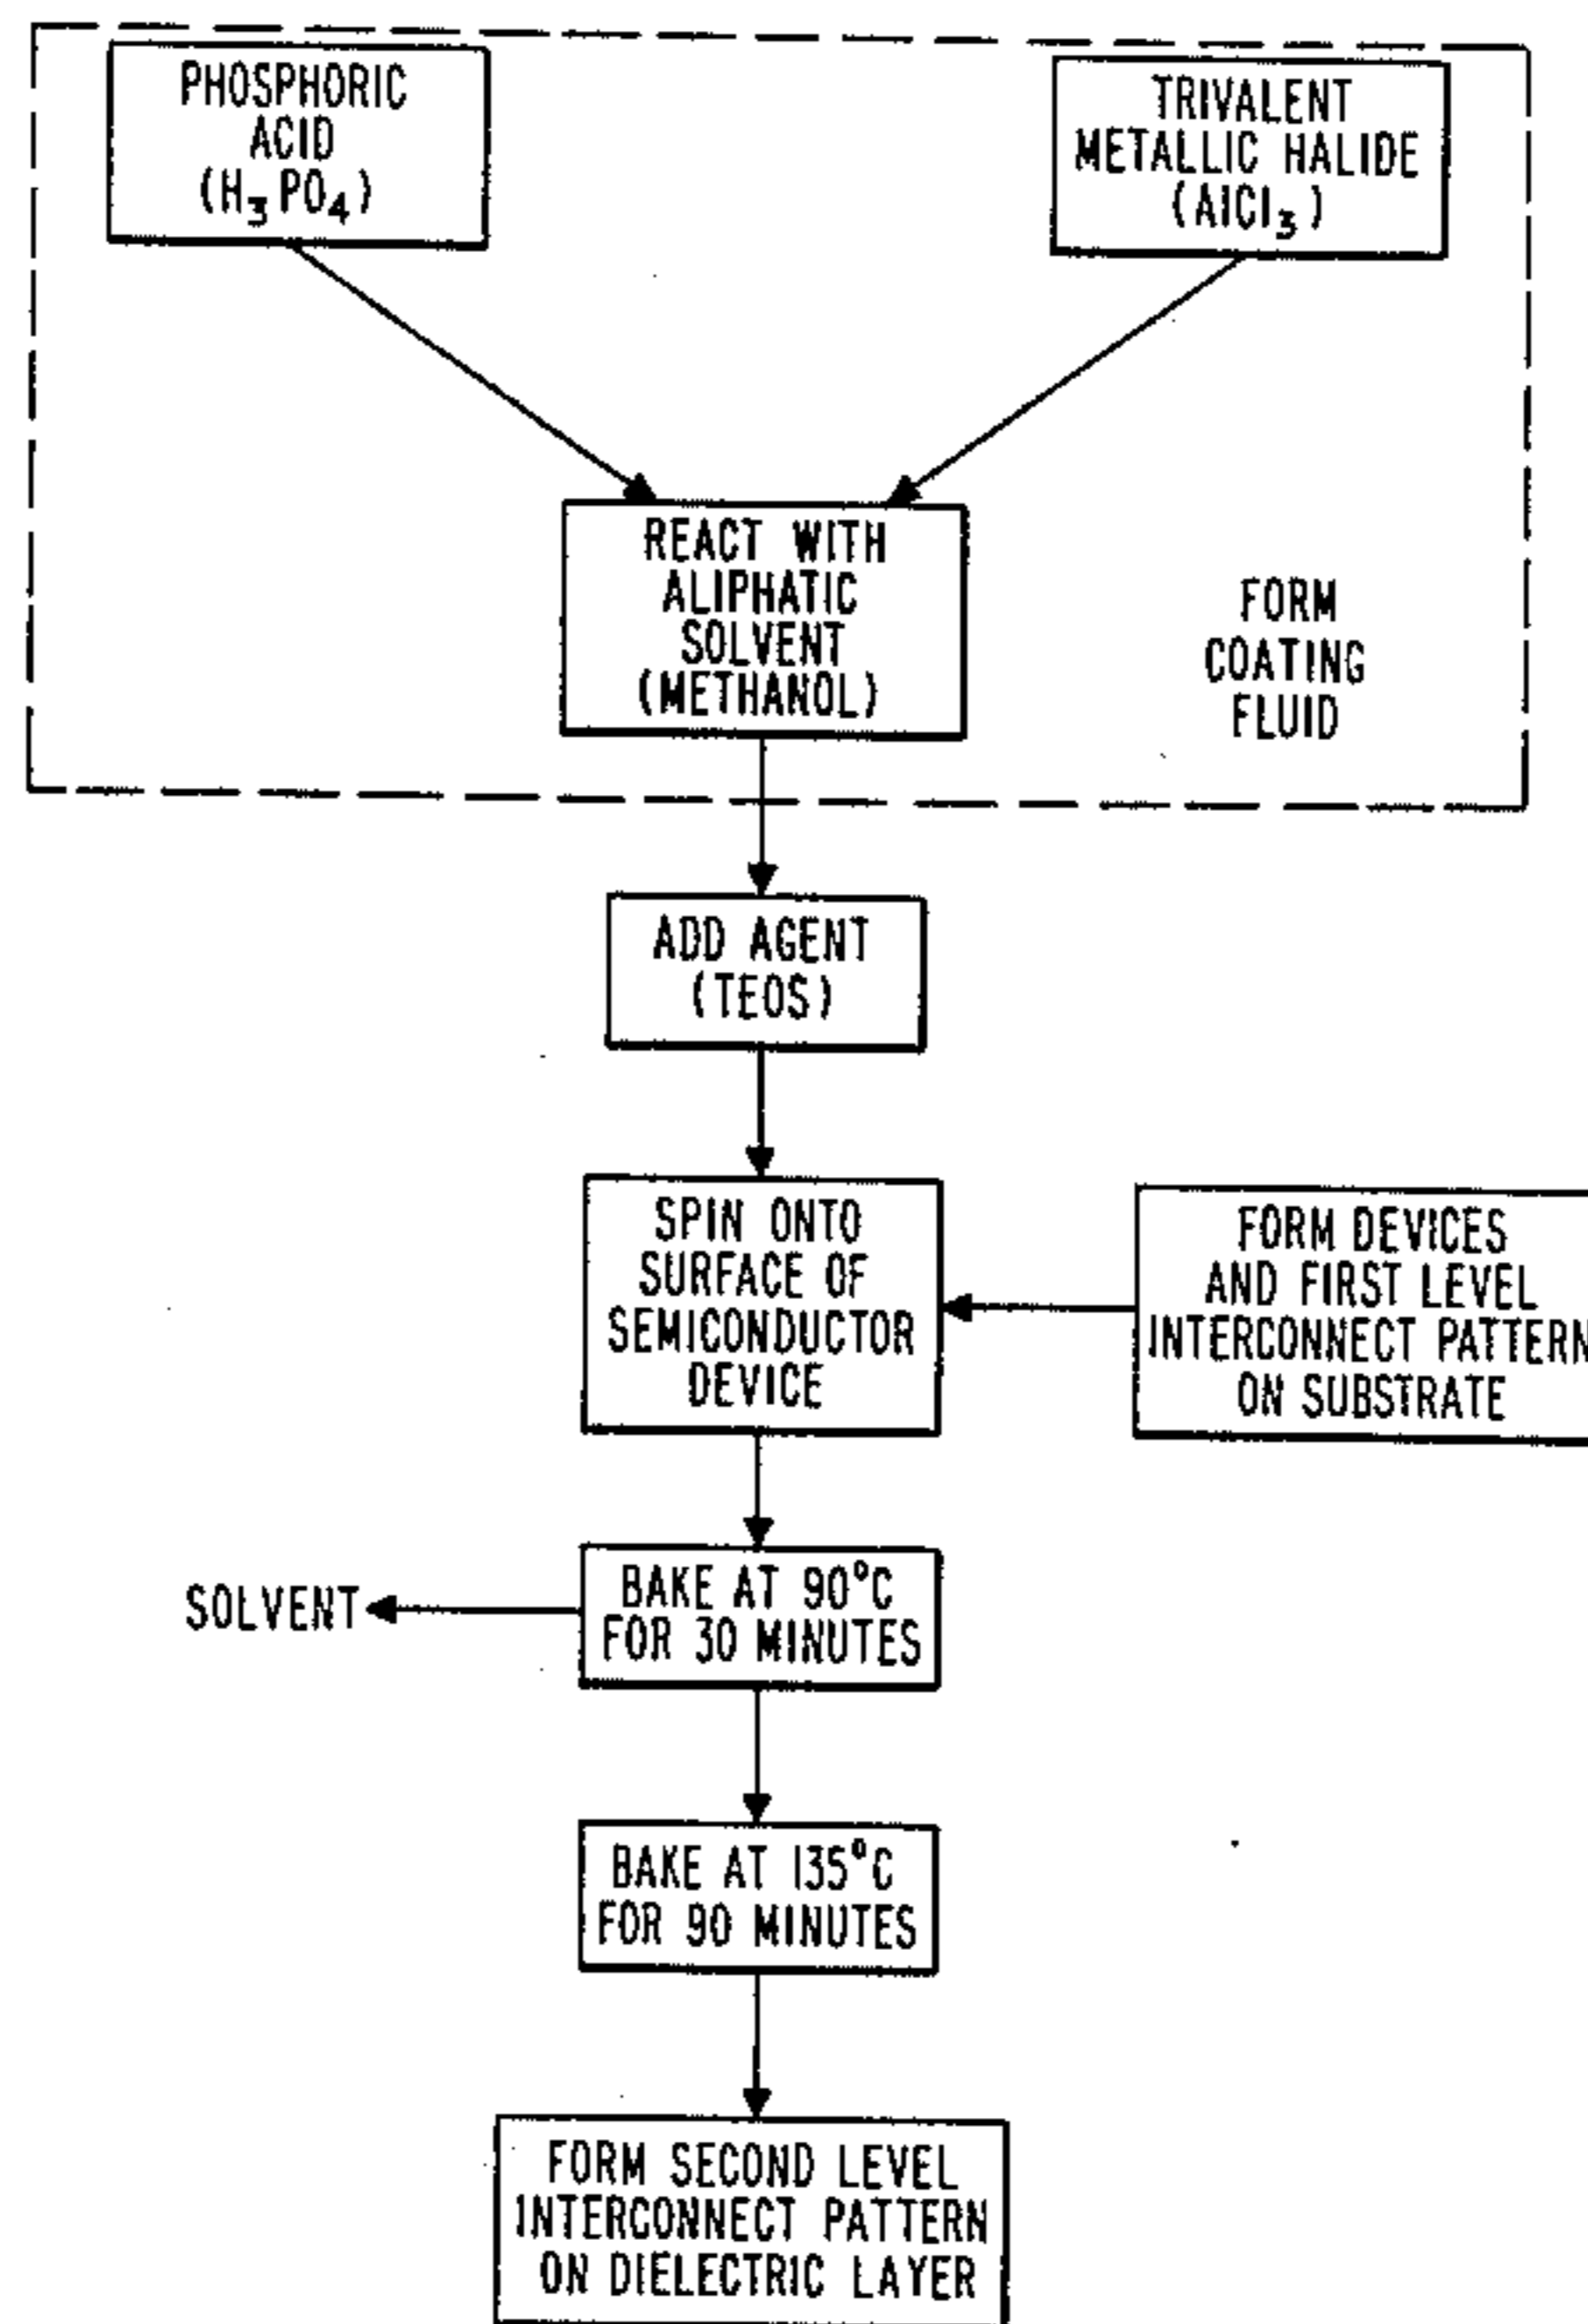 PHOSPHORIC
ACID
(H₃PO₄)
TRIVALENT
METALLIC HALIDE
(AlCl₃)
REACT WITH
ALIPHATIC
SOLVENT
(METHANOL)
FORM
COATING
FLUID
ADD AGENT
(TEOS)
SPIN ONTO
SURFACE OF
SEMICONDUCTOR
DEVICE
FORM DEVICES
AND FIRST LEVEL
INTERCONNECT PATTERN
ON SUBSTRATE
SOLVENT
BAKE AT 90°C
FOR 30 MINUTES
BAKE AT 135°C
FOR 90 MINUTES
FORM SECOND LEVEL
INTERCONNECT PATTERN
ON DIELECTRIC LAYER